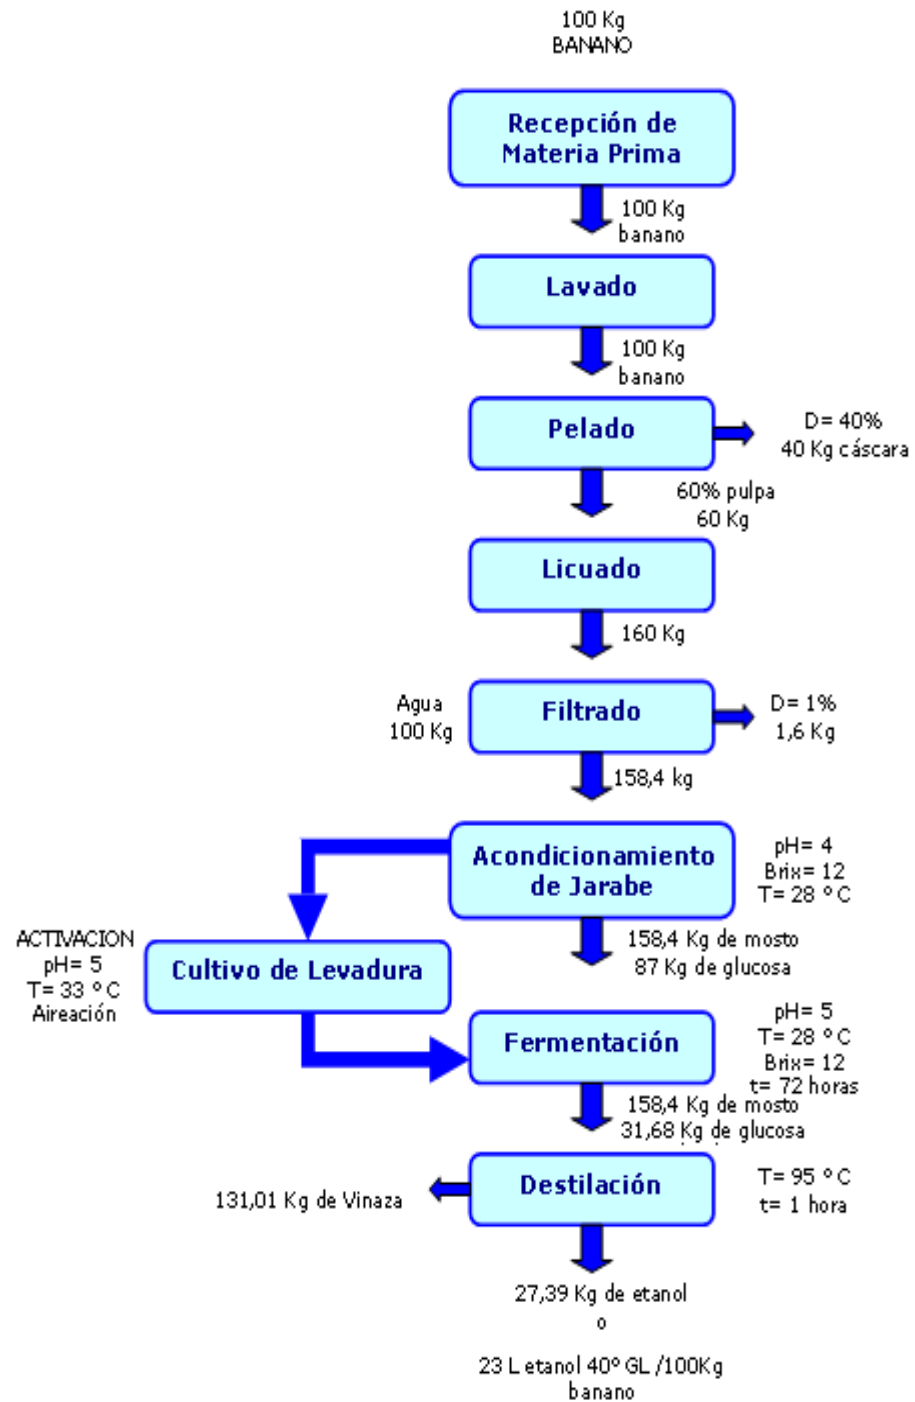 100 Kg
BANANO
Recepción de
Materia Prima
100 Kg
banano
Lavado
100 Kg
banano
Pelado
D= 40%
40 Kg cáscara
60% pulpa
60 Kg
Licuado
160 Kg
Agua
100 Kg
Filtrado
D= 1%
1,6 Kg
158,4 kg
Acondicionamiento
de Jarabe
pH= 4
Brix= 12
T= 28 º C
158,4 Kg de mosto
87 Kg de glucosa
ACTIVACION
pH= 5
T= 33 º C
Aireación
Cultivo de Levadura
Fermentación
pH= 5
T= 28 º C
Brix= 12
t= 72 horas
158,4 Kg de mosto
31,68 Kg de glucosa
Destilación
T= 95 º C
t= 1 hora
131,01 Kg de Vinaza
27,39 Kg de etanol
o
23 L etanol 40º GL /100Kg
banano